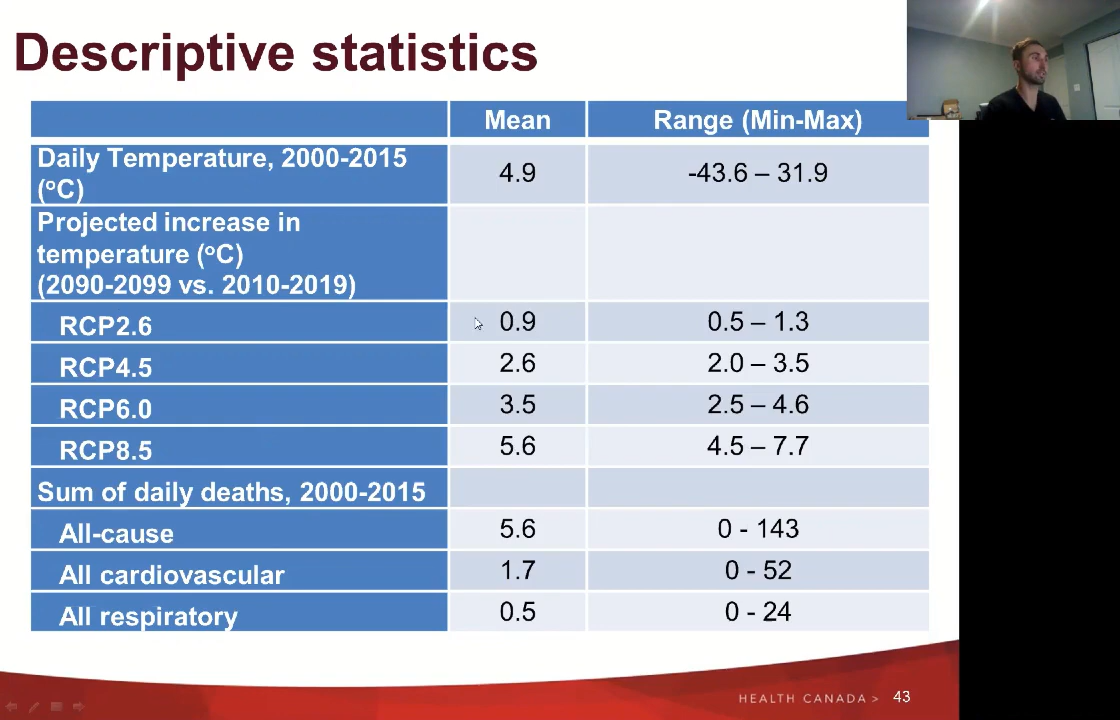 Descriptive statistics
Mean Range (Min-Max)
Daily Temperature, 2000-2015
(°C) 4.9 -43.6 – 31.9
Projected increase in
temperature (°C)
(2090-2099 vs. 2010-2019)
RCP2.6 0.9 0.5 – 1.3
RCP4.5 2.6 2.0 – 3.5
RCP6.0 3.5 2.5 – 4.6
RCP8.5 5.6 4.5 – 7.7
Sum of daily deaths, 2000-2015
All-cause 5.6 0 - 143
All cardiovascular 1.7 0 - 52
All respiratory 0.5 0 - 24
HEALTH CANADA > 43